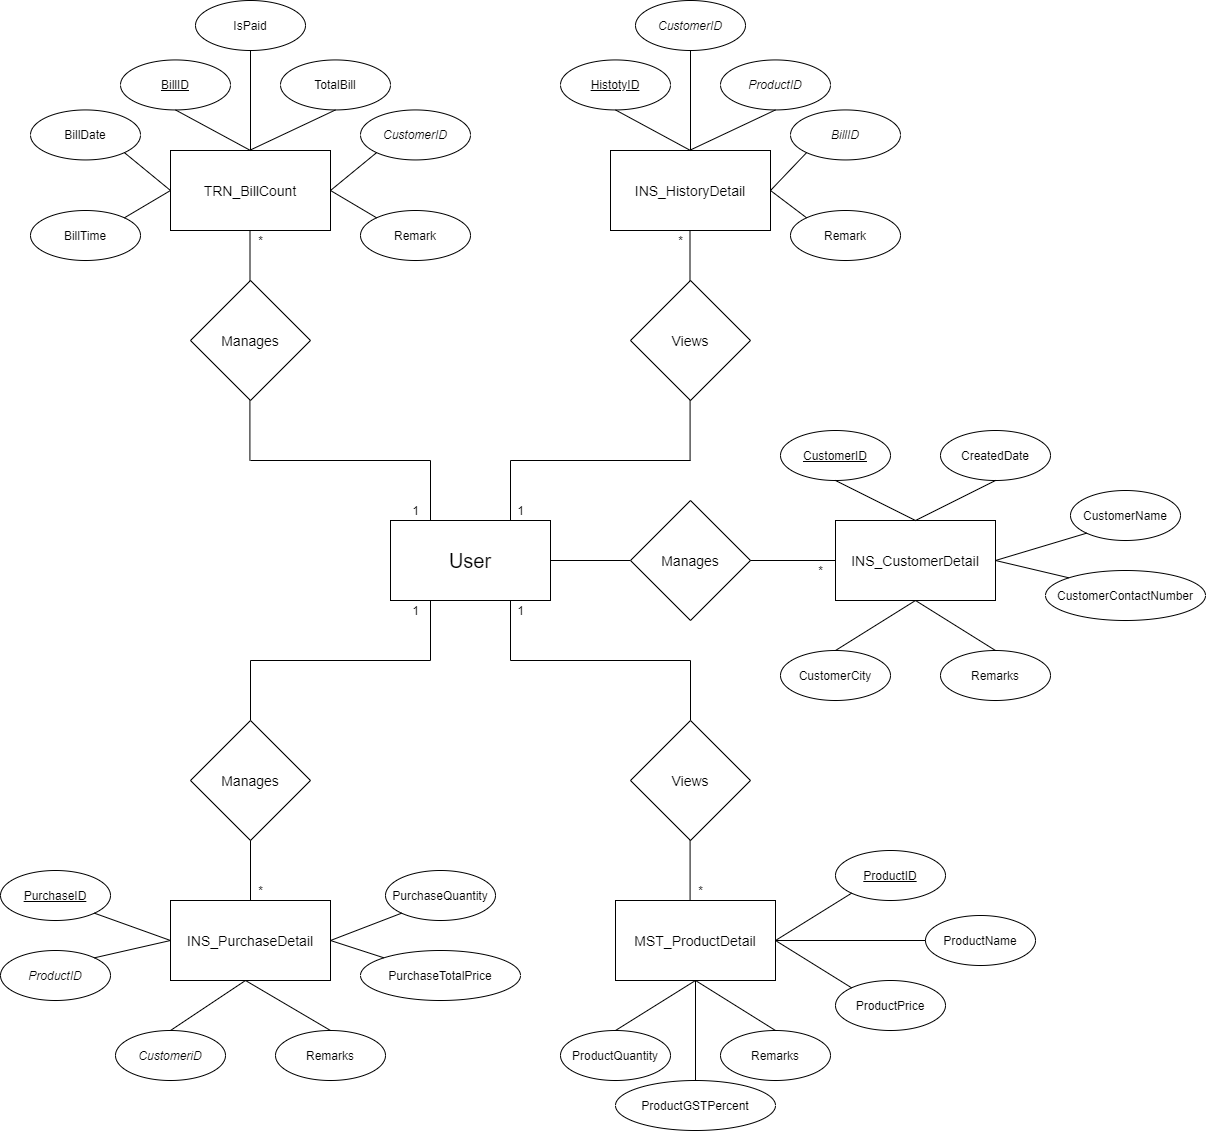 IsPaid
CustomerID
BillID
TotalBill
HistotyID
ProductID
BillDate
CustomerID
BillID
TRN_BillCount
INS_HistoryDetail
BillTime
Remark
Remark
*
*
Manages
Views
CustomerID
CreatedDate
1
1
CustomerName
User
Manages
*
INS_CustomerDetail
CustomerContactNumber
1
1
CustomerCity
Remarks
Manages
Views
*
*
PurchaseID
PurchaseQuantity
ProductID
INS_PurchaseDetail
MST_ProductDetail
ProductName
ProductID
PurchaseTotalPrice
ProductPrice
CustomeriD
Remarks
ProductQuantity
Remarks
ProductGSTPercent